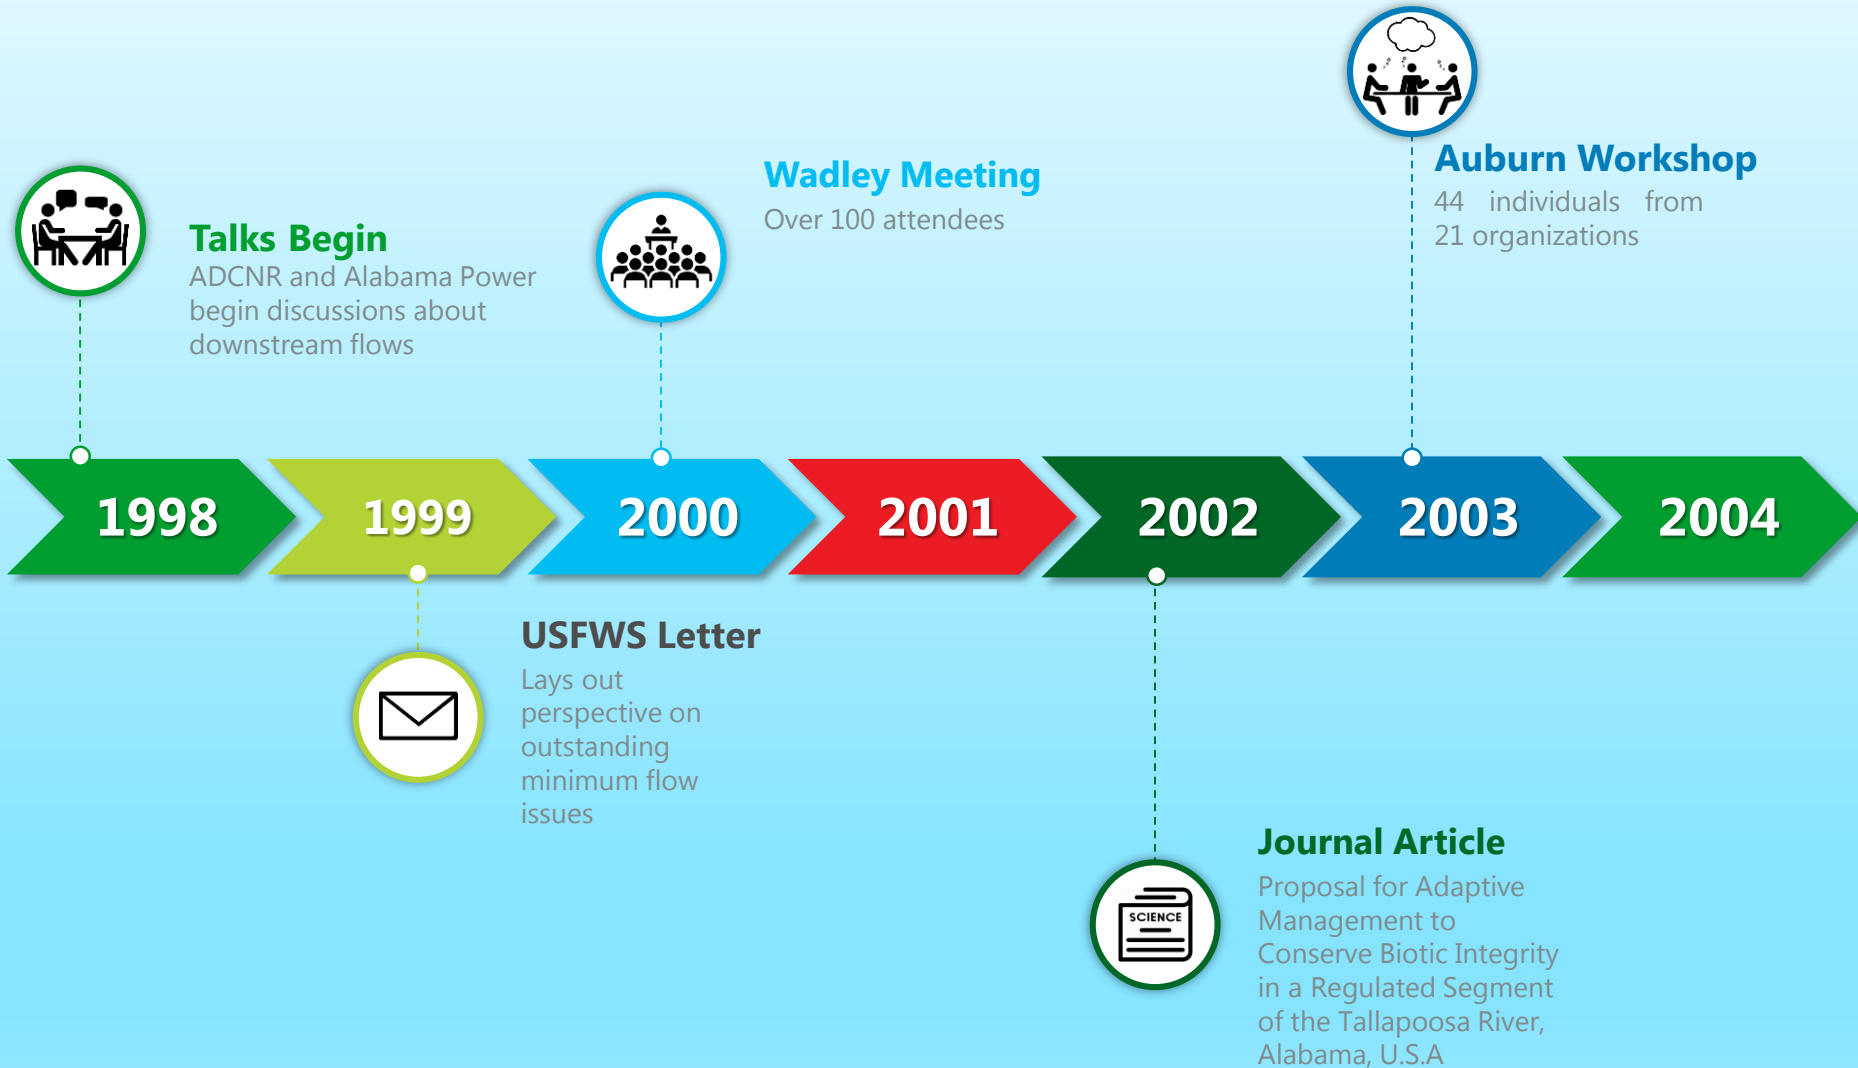 Auburn Workshop
44 individuals from
21 organizations
Wadley Meeting
Over 100 attendees
Talks Begin
ADCNR and Alabama Power
begin discussions about
downstream flows
1998
1999
2000
2001
2002
2003
2004
USFWS Letter
Lays out
perspective on
outstanding
minimum flow
issues
Journal Article
Proposal for Adaptive
Management to
Conserve Biotic Integrity
in a Regulated Segment
of the Tallapoosa River,
Alabama, U.S.A
SCIENCE